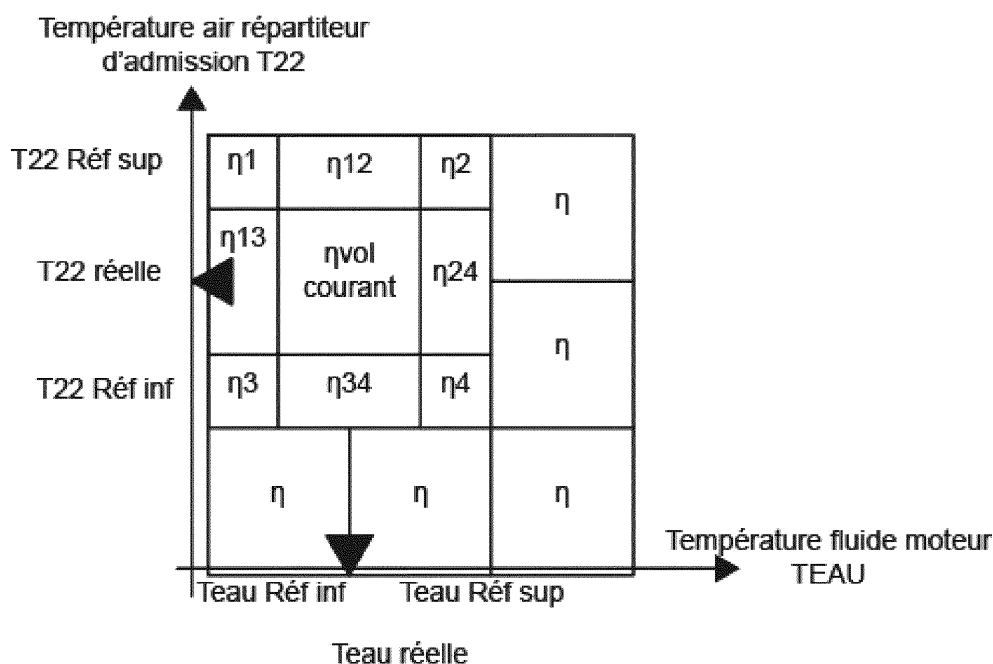 Température air répartiteur
d'admission T22
T22 Réf sup
η1
η12
η2
η
η13
T22 réelle
ηvol
courant
η24
η
T22 Réf inf
η3
η34
η4
η
η
η
Température fluide moteur
TEAU
Teau Réf inf
Teau Réf sup
Teau réelle